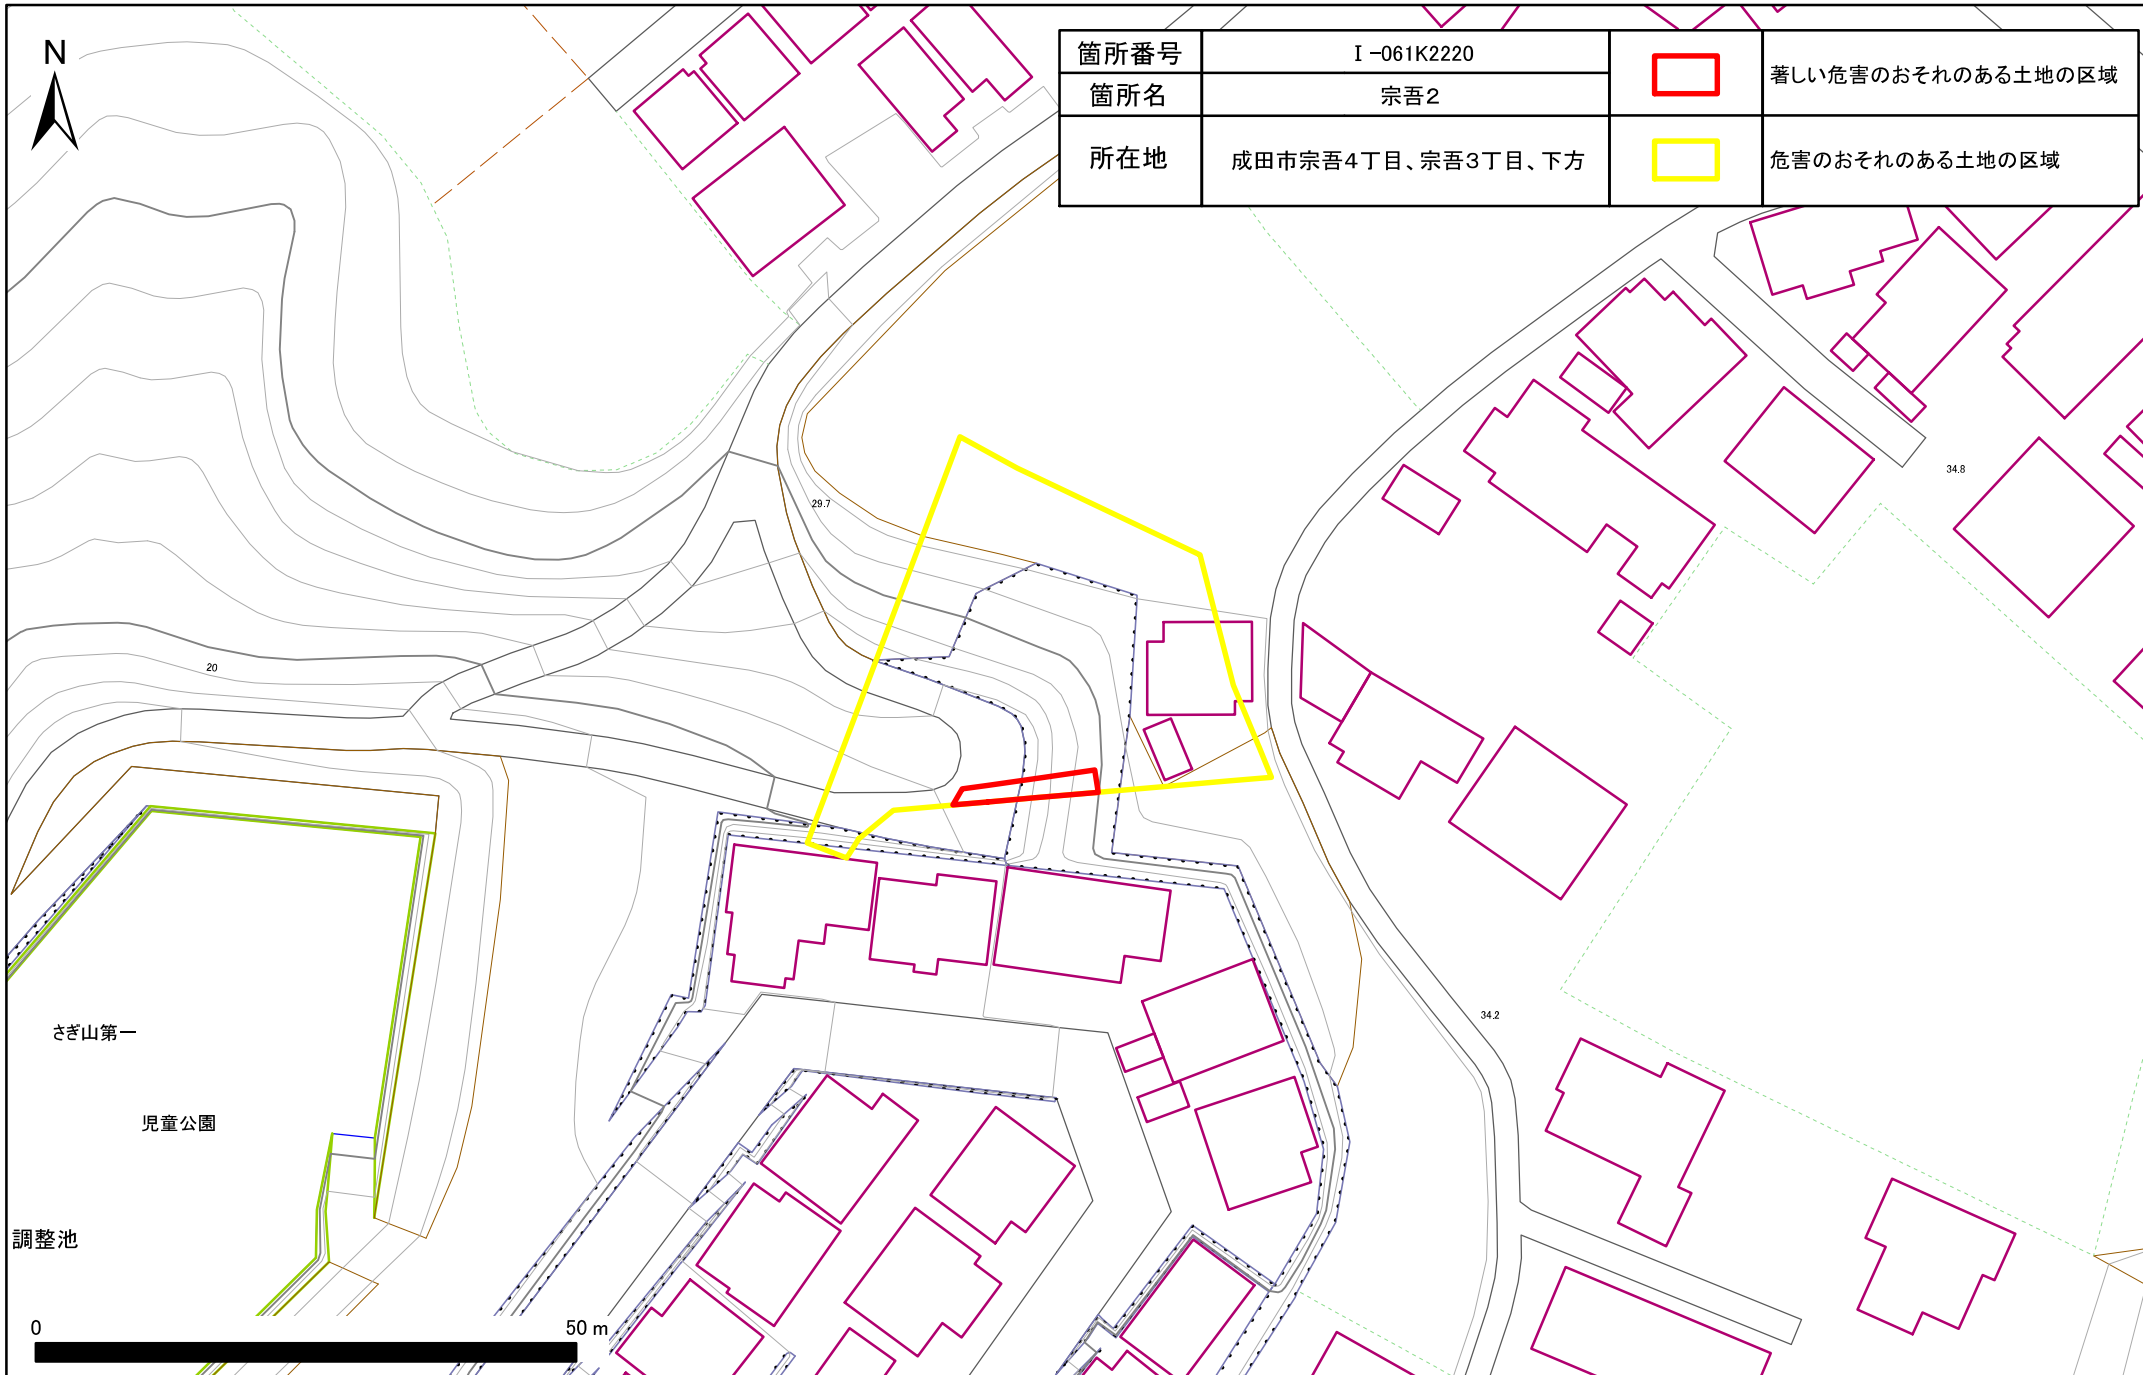 N
箇所番号 Ⅰ-061K2220
著しい危害のおそれのある土地の区域
箇所名 宗吾2
所在地 成田市宗吾4丁目、宗吾3丁目、下方
危害のおそれのある土地の区域
34.8
29.7
20
34.2
さぎ山第一
児童公園
調整池
0 50 m